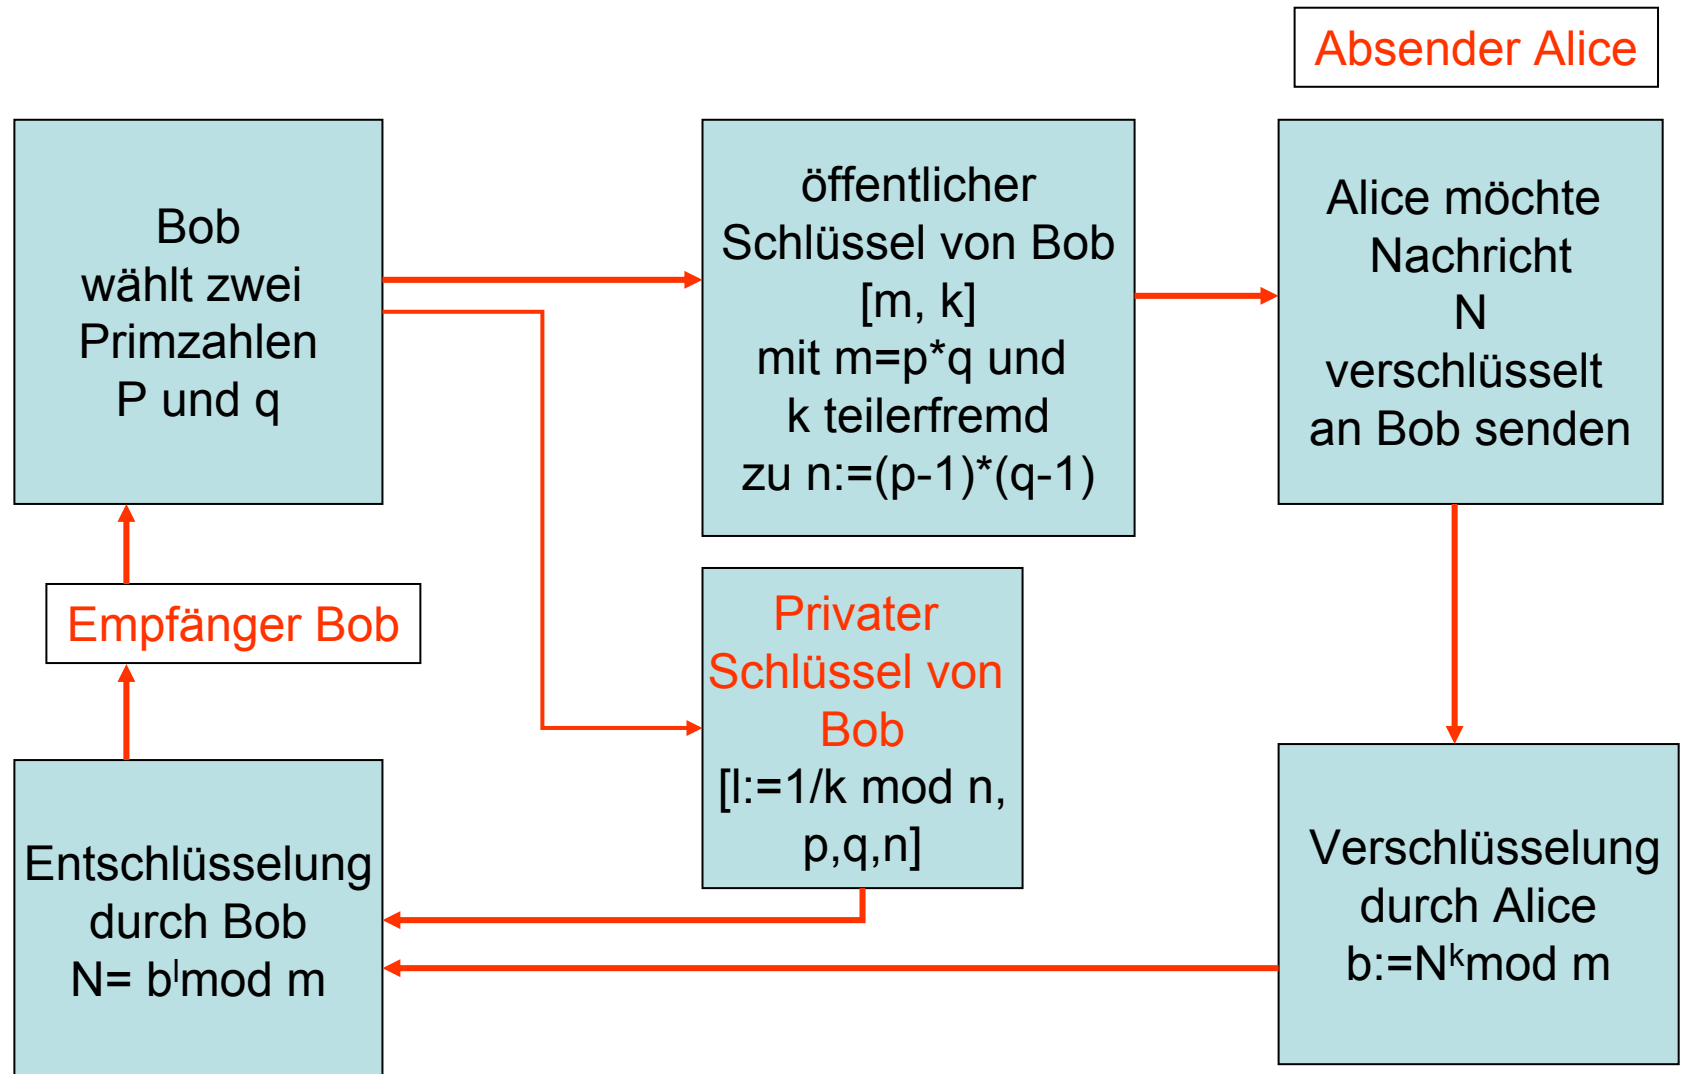 Absender Alice
Bob
wählt zwei
Primzahlen
P und q
öffentlicher
Schlüssel von Bob
[m, k]
mit m=p*q und
k teilerfremd
zu n:=(p-1)*(q-1)
Alice möchte
Nachricht
N
verschlüsselt
an Bob senden
Empfänger Bob
Privater
Schlüssel von
Bob
[l:=1/k mod n,
p,q,n]
Entschlüsselung
durch Bob
N= bˡmod m
Verschlüsselung
durch Alice
b:=Nᵏmod m